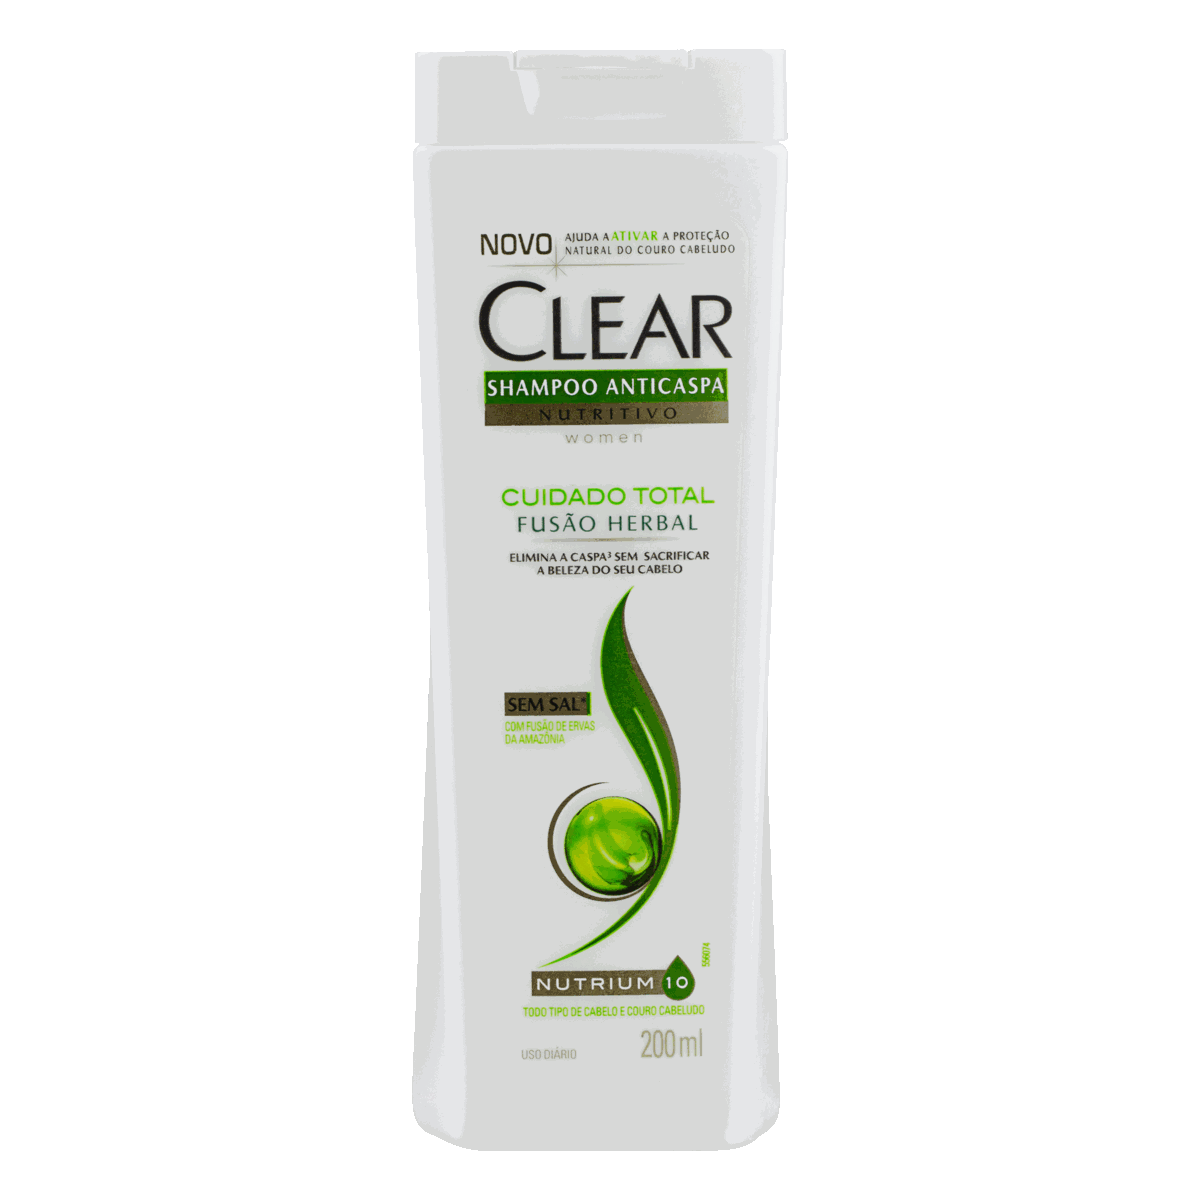 NOVO
AJUDA A ATIVAR A PROTEÇÃO
NATURAL DO COURO CABELUDO
CLEAR
SHAMPOO ANTICASPA
NUTRITIVO
women
CUIDADO TOTAL
FUSÃO HERBAL
ELIMINA A CASPA³ SEM SACRIFICAR
A BELEZA DO SEU CABELO
SEM SAL*
COM FUSÃO DE ERVAS
DA AMAZÔNIA
556074
NUTRIUM 10
TODO TIPO DE CABELO E COURO CABELUDO
USO DIÁRIO
200ml